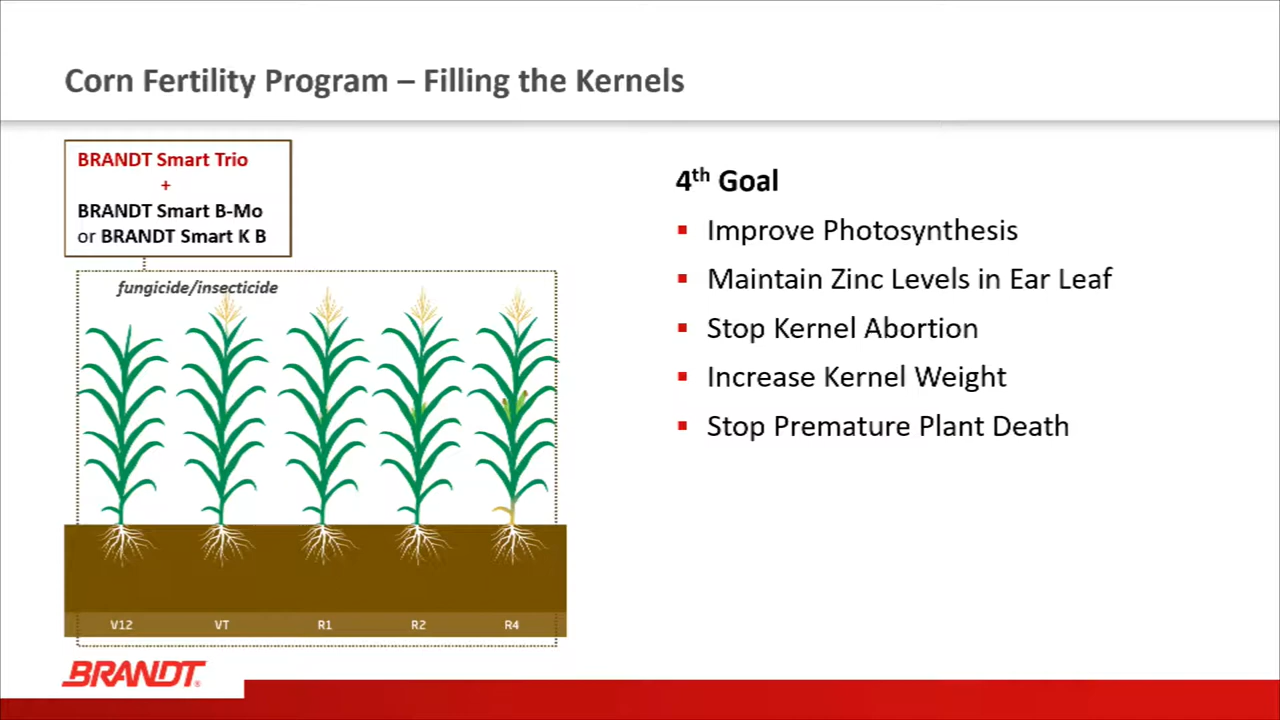 Corn Fertility Program – Filling the Kernels
BRANDT Smart Trio
+
BRANDT Smart B-Mo
or BRANDT Smart K B
fungicide/insecticide
V12 VT R1 R2 R4
4th Goal
Improve Photosynthesis
Maintain Zinc Levels in Ear Leaf
Stop Kernel Abortion
Increase Kernel Weight
Stop Premature Plant Death
BRANDT®